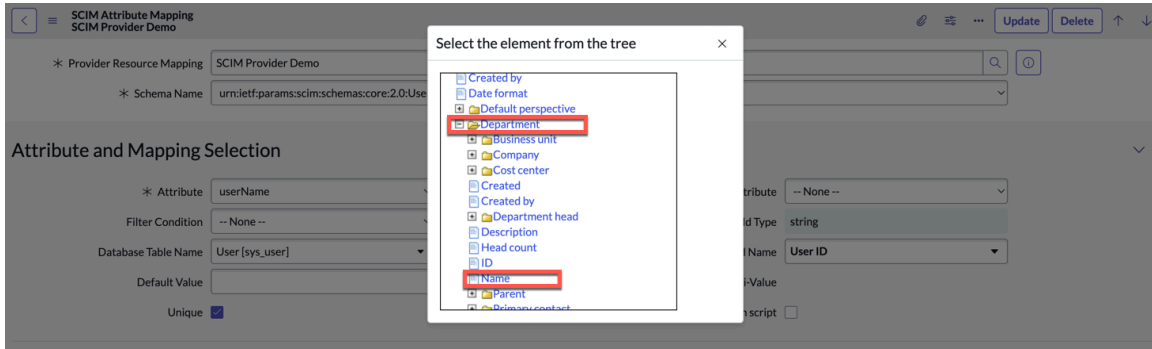 SCIM Attribute Mapping
SCIM Provider Demo
Update
Delete
Select the element from the tree
Provider Resource Mapping
SCIM Provider Demo
Schema Name
urn:ietf:params:scim:schemas:core:2.0:Use
Created by
Date format
Default perspective
Department
Business unit
Company
Cost center
Created
Created by
Department head
Description
Head count
ID
Name
Parent
Primary contact
Attribute and Mapping Selection
Attribute
userName
tribute
-- None --
Filter Condition
-- None --
ld Type
string
Database Table Name
User [sys_user]
Name
User ID
Default Value
i-Value
Unique
script